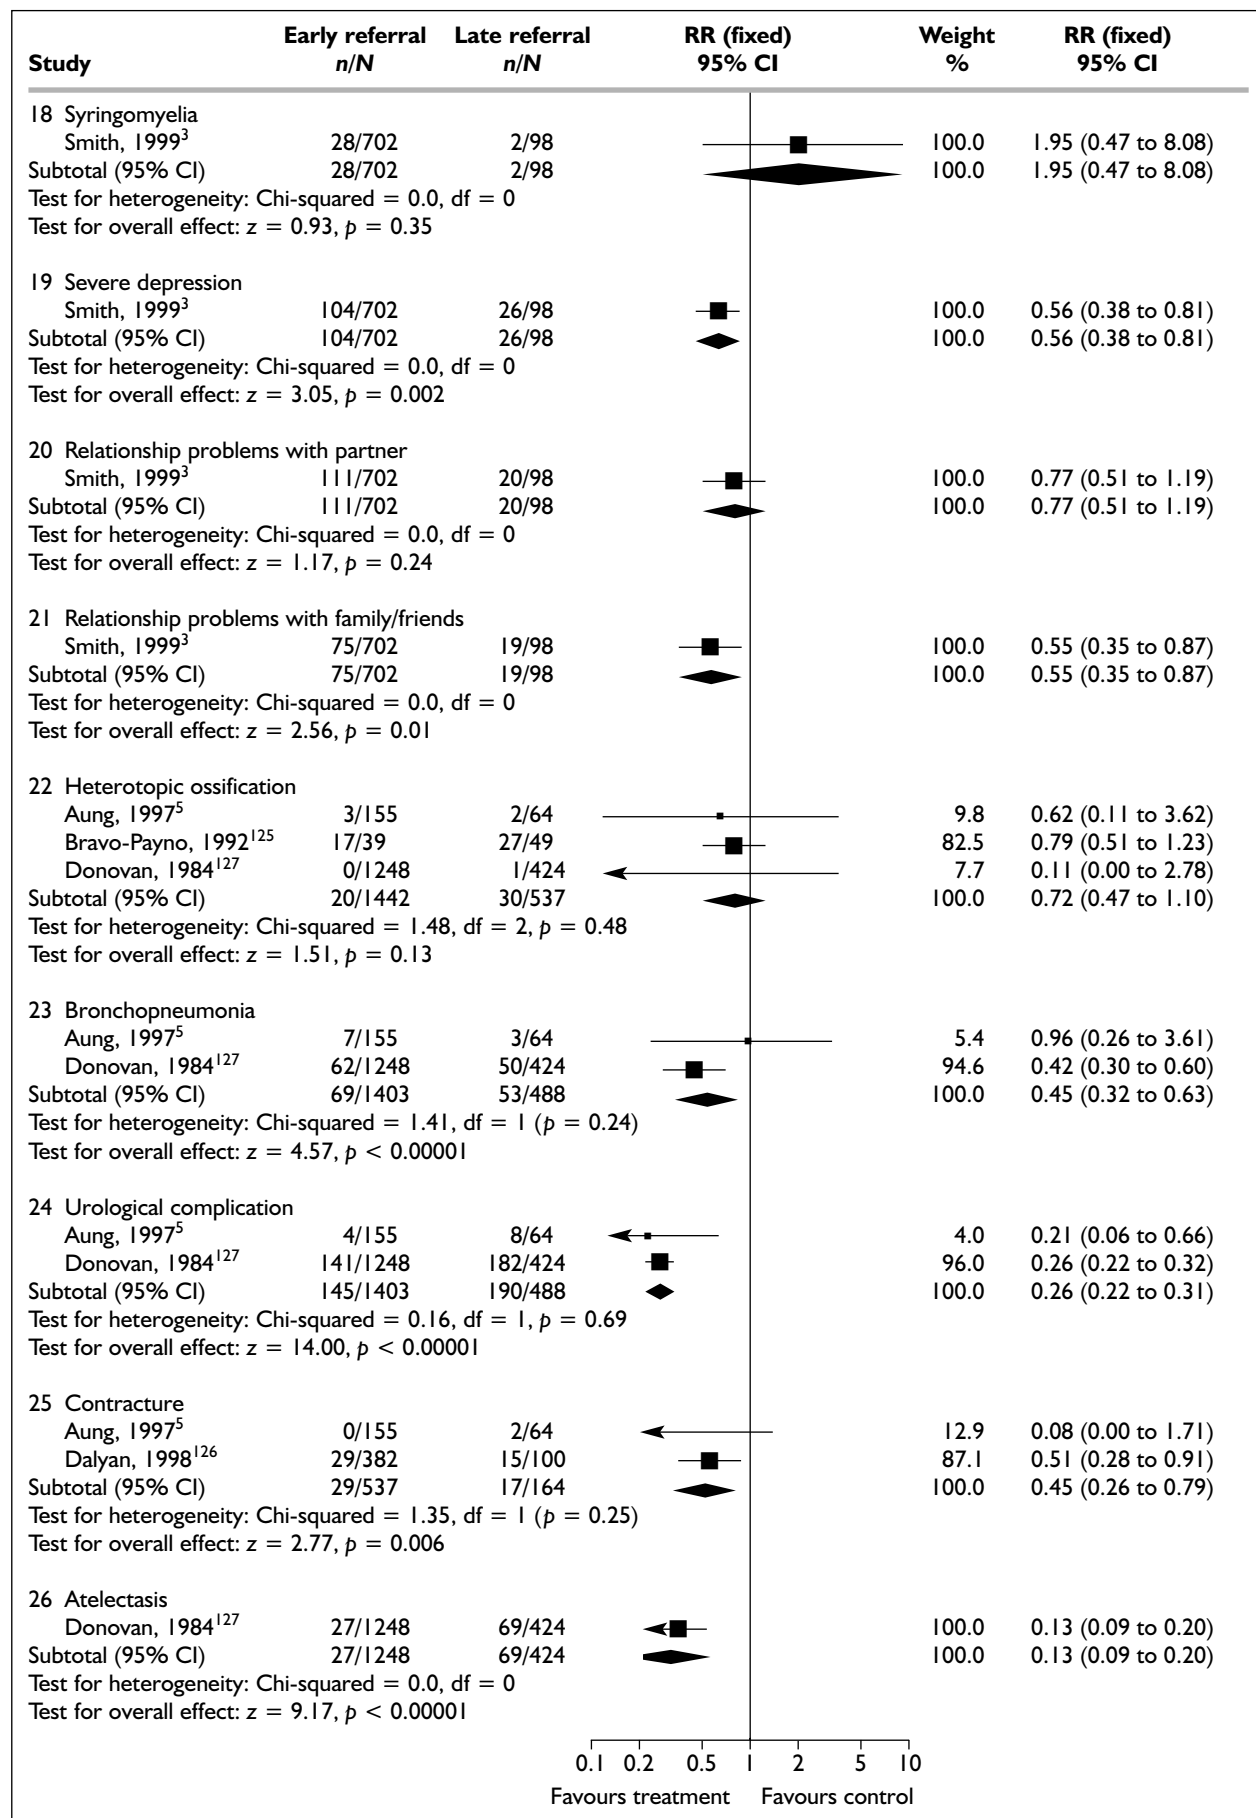 Early referral Late referral RR (fixed) Weight RR (fixed)
Study n/N n/N 95% CI % 95% CI
18 Syringomyelia
Smith, 1999³ 28/702 2/98 100.0 1.95 (0.47 to 8.08)
Subtotal (95% CI) 28/702 2/98 100.0 1.95 (0.47 to 8.08)
Test for heterogeneity: Chi-squared = 0.0, df = 0
Test for overall effect: z = 0.93, p = 0.35
19 Severe depression
Smith, 1999³ 104/702 26/98 100.0 0.56 (0.38 to 0.81)
Subtotal (95% CI) 104/702 26/98 100.0 0.56 (0.38 to 0.81)
Test for heterogeneity: Chi-squared = 0.0, df = 0
Test for overall effect: z = 3.05, p = 0.002
20 Relationship problems with partner
Smith, 1999³ 111/702 20/98 100.0 0.77 (0.51 to 1.19)
Subtotal (95% CI) 111/702 20/98 100.0 0.77 (0.51 to 1.19)
Test for heterogeneity: Chi-squared = 0.0, df = 0
Test for overall effect: z = 1.17, p = 0.24
21 Relationship problems with family/friends
Smith, 1999³ 75/702 19/98 100.0 0.55 (0.35 to 0.87)
Subtotal (95% CI) 75/702 19/98 100.0 0.55 (0.35 to 0.87)
Test for heterogeneity: Chi-squared = 0.0, df = 0
Test for overall effect: z = 2.56, p = 0.01
22 Heterotopic ossification
Aung, 1997⁵ 3/155 2/64 9.8 0.62 (0.11 to 3.62)
Bravo-Payno, 1992¹²⁵ 17/39 27/49 82.5 0.79 (0.51 to 1.23)
Donovan, 1984¹²⁷ 0/1248 1/424 7.7 0.11 (0.00 to 2.78)
Subtotal (95% CI) 20/1442 30/537 100.0 0.72 (0.47 to 1.10)
Test for heterogeneity: Chi-squared = 1.48, df = 2, p = 0.48
Test for overall effect: z = 1.51, p = 0.13
23 Bronchopneumonia
Aung, 1997⁵ 7/155 3/64 5.4 0.96 (0.26 to 3.61)
Donovan, 1984¹²⁷ 62/1248 50/424 94.6 0.42 (0.30 to 0.60)
Subtotal (95% CI) 69/1403 53/488 100.0 0.45 (0.32 to 0.63)
Test for heterogeneity: Chi-squared = 1.41, df = 1 (p = 0.24)
Test for overall effect: z = 4.57, p < 0.00001
24 Urological complication
Aung, 1997⁵ 4/155 8/64 4.0 0.21 (0.06 to 0.66)
Donovan, 1984¹²⁷ 141/1248 182/424 96.0 0.26 (0.22 to 0.32)
Subtotal (95% CI) 145/1403 190/488 100.0 0.26 (0.22 to 0.31)
Test for heterogeneity: Chi-squared = 0.16, df = 1, p = 0.69
Test for overall effect: z = 14.00, p < 0.00001
25 Contracture
Aung, 1997⁵ 0/155 2/64 12.9 0.08 (0.00 to 1.71)
Dalyan, 1998¹²⁶ 29/382 15/100 87.1 0.51 (0.28 to 0.91)
Subtotal (95% CI) 29/537 17/164 100.0 0.45 (0.26 to 0.79)
Test for heterogeneity: Chi-squared = 1.35, df = 1 (p = 0.25)
Test for overall effect: z = 2.77, p = 0.006
26 Atelectasis
Donovan, 1984¹²⁷ 27/1248 69/424 100.0 0.13 (0.09 to 0.20)
Subtotal (95% CI) 27/1248 69/424 100.0 0.13 (0.09 to 0.20)
Test for heterogeneity: Chi-squared = 0.0, df = 0
Test for overall effect: z = 9.17, p < 0.00001
0.1 0.2 0.5 1 2 5 10
Favours treatment Favours control